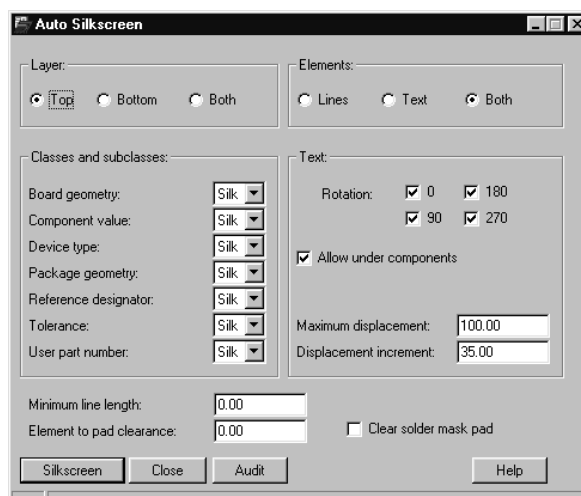 Auto Silkscreen
Layer:
Top Bottom Both
Elements:
Lines Text Both
Classes and subclasses:
Board geometry: Silk
Component value: Silk
Device type: Silk
Package geometry: Silk
Reference designator: Silk
Tolerance: Silk
User part number: Silk
Text:
Rotation: 0 180
90 270
Allow under components
Maximum displacement: 100.00
Displacement increment: 35.00
Minimum line length: 0.00
Element to pad clearance: 0.00
Clear solder mask pad
Silkscreen Close Audit Help